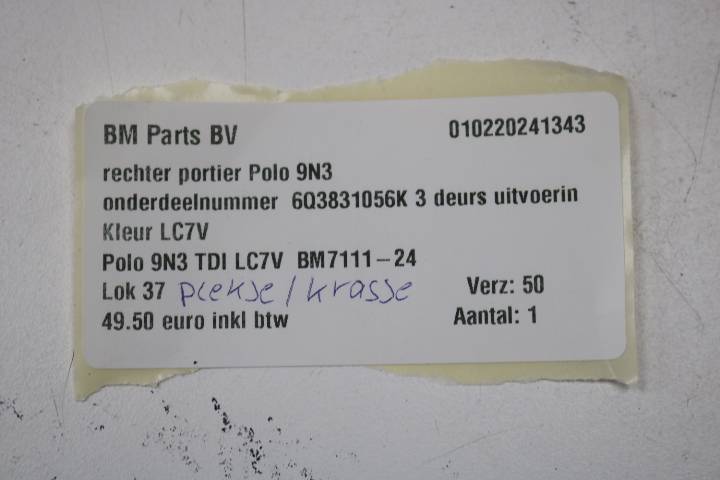 BM Parts BV 010220241343
rechter portier Polo 9N3
onderdeelnummer 6Q3831056K 3 deurs uitvoerin
Kleur LC7V
Polo 9N3 TDI LC7V BM7111-24
Lok 37 plekje/krasse Verz: 50
49.50 euro inkl btw Aantal: 1